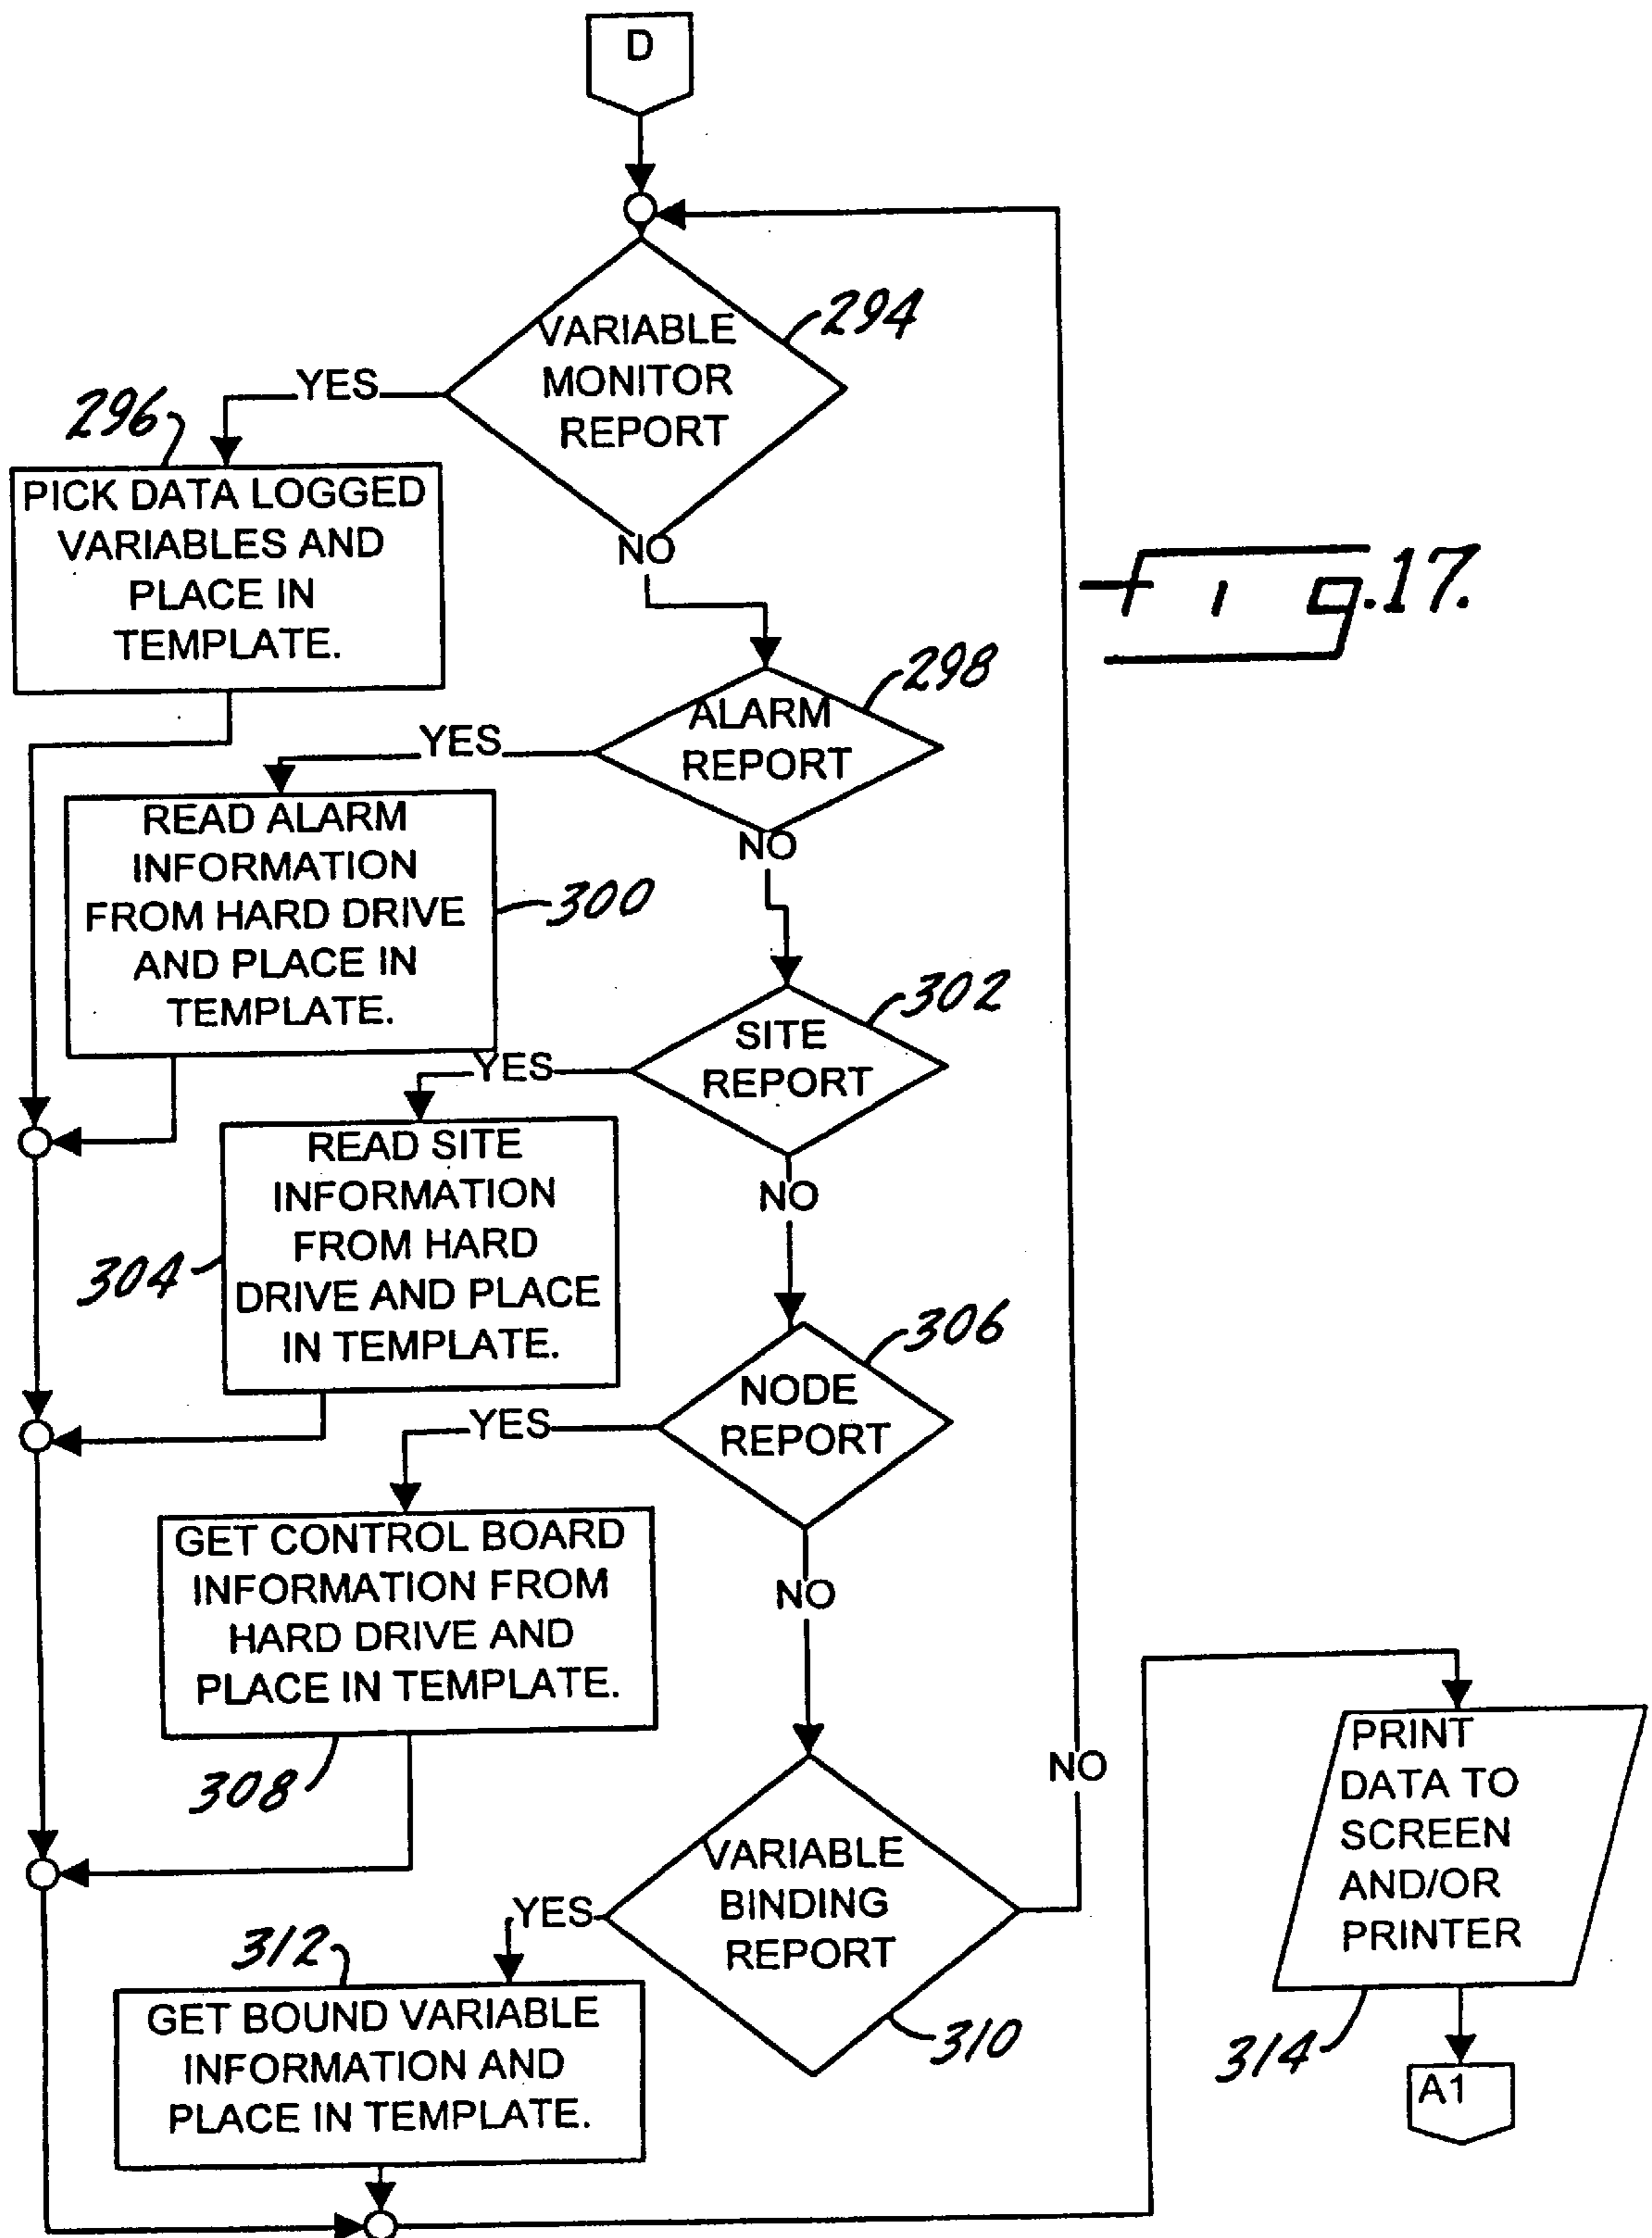 D
VARIABLE
MONITOR
REPORT
294
YES
296
PICK DATA LOGGED
VARIABLES AND
PLACE IN
TEMPLATE.
NO
Fig.17.
298
ALARM
REPORT
YES
READ ALARM
INFORMATION
FROM HARD DRIVE
AND PLACE IN
TEMPLATE.
300
NO
302
SITE
REPORT
YES
READ SITE
INFORMATION
FROM HARD
DRIVE AND PLACE
IN TEMPLATE.
304
NO
306
NODE
REPORT
YES
GET CONTROL BOARD
INFORMATION FROM
HARD DRIVE AND
PLACE IN TEMPLATE.
308
NO
VARIABLE
BINDING
REPORT
310
NO
YES
312
GET BOUND VARIABLE
INFORMATION AND
PLACE IN TEMPLATE.
PRINT
DATA TO
SCREEN
AND/OR
PRINTER
314
A1